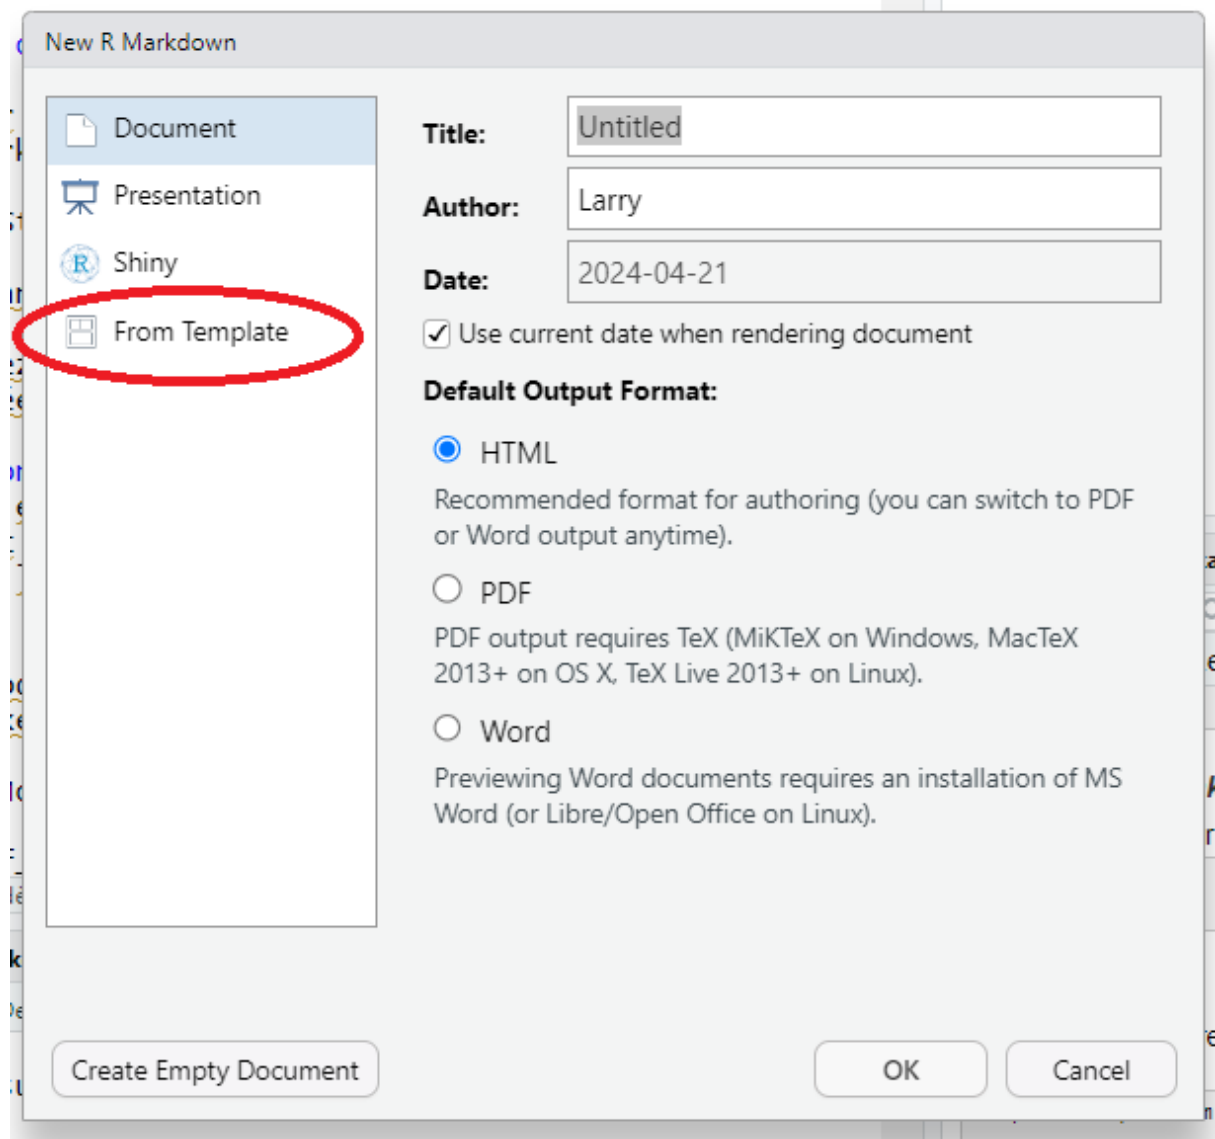 New R Markdown
Document
Presentation
Shiny
From Template
Title:
Untitled
Author:
Larry
Date:
2024-04-21
Use current date when rendering document
Default Output Format:
HTML
Recommended format for authoring (you can switch to PDF
or Word output anytime).
PDF
PDF output requires TeX (MiKTeX on Windows, MacTeX
2013+ on OS X, TeX Live 2013+ on Linux).
Word
Previewing Word documents requires an installation of MS
Word (or Libre/Open Office on Linux).
Create Empty Document
OK
Cancel